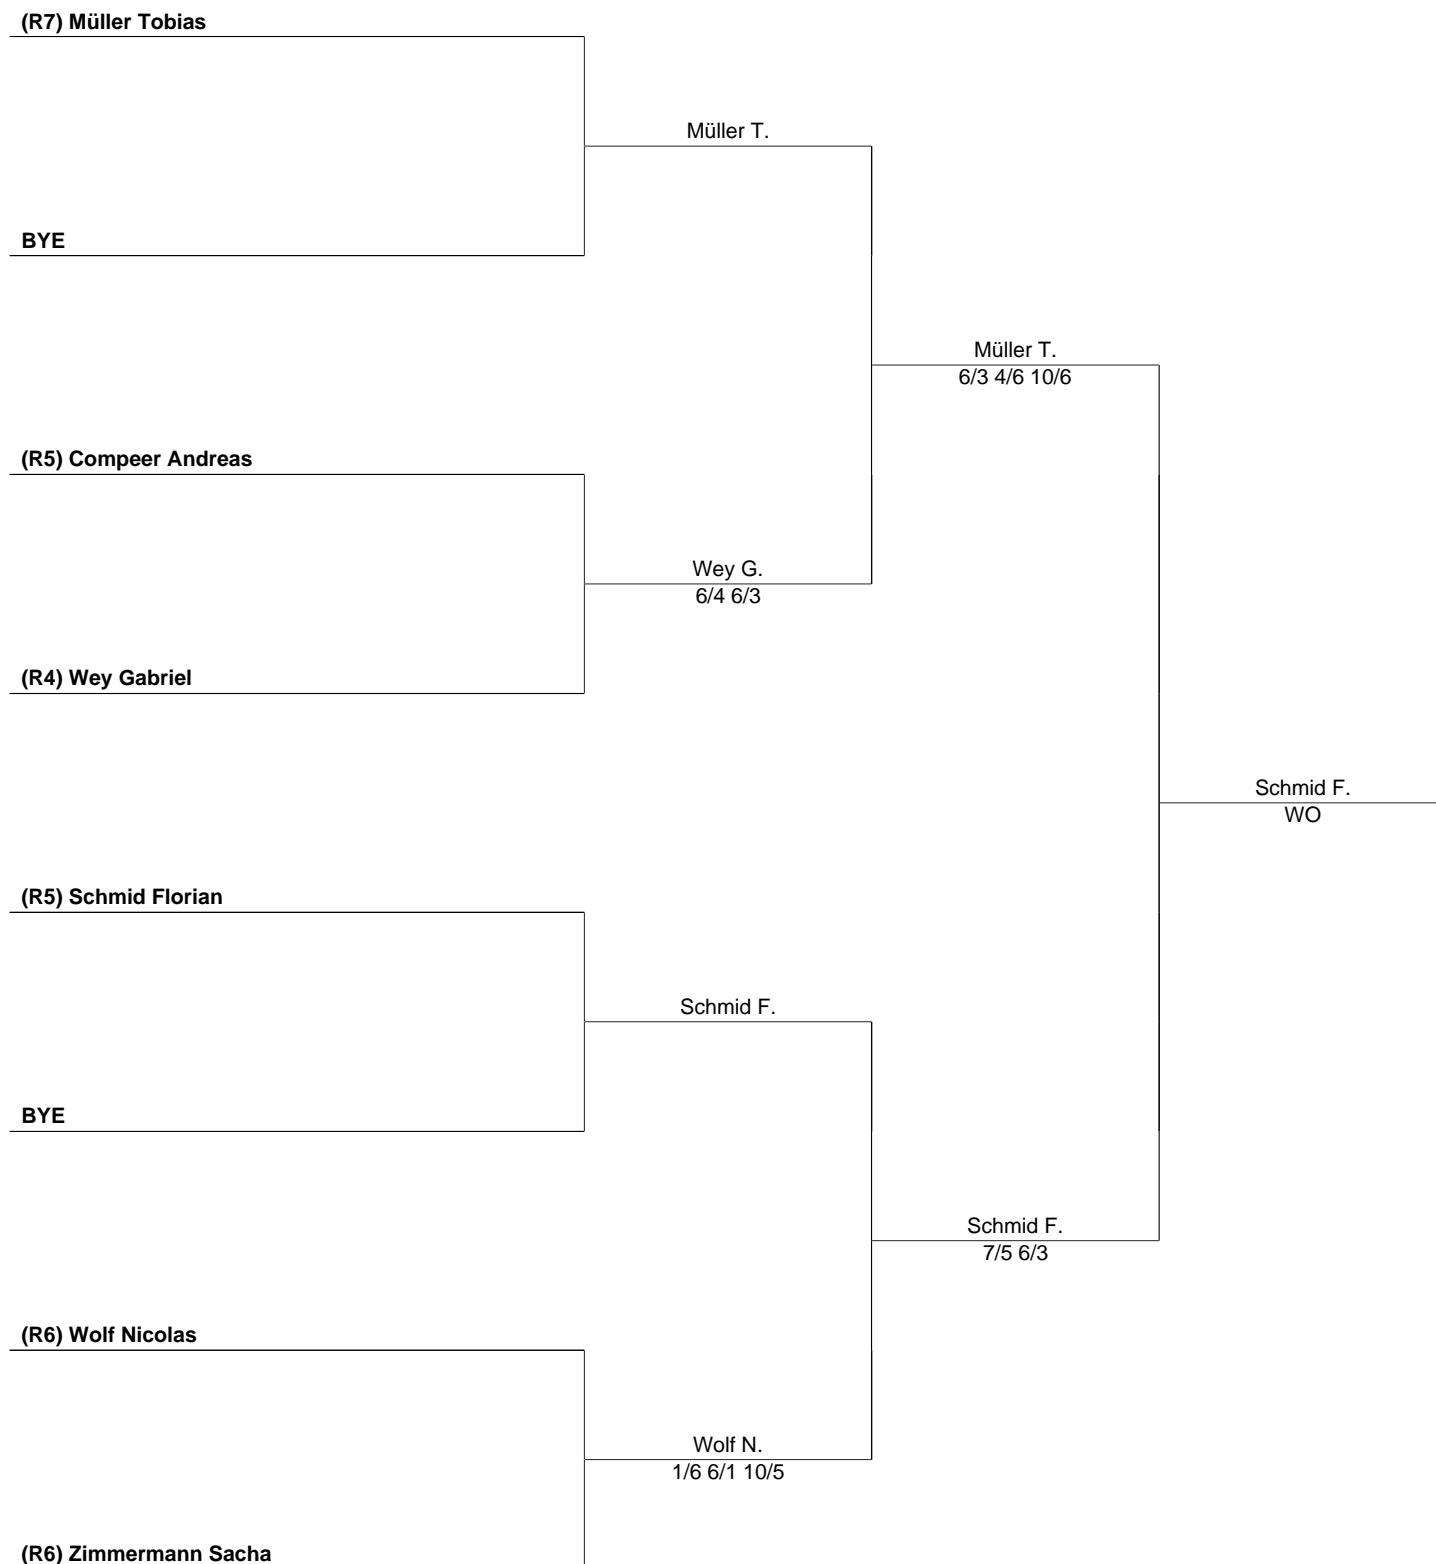 (R7) Müller Tobias
Müller T.
BYE
Müller T.
6/3 4/6 10/6
(R5) Compeer Andreas
Wey G.
6/4 6/3
(R4) Wey Gabriel
Schmid F.
WO
(R5) Schmid Florian
Schmid F.
BYE
Schmid F.
7/5 6/3
(R6) Wolf Nicolas
Wolf N.
1/6 6/1 10/5
(R6) Zimmermann Sacha